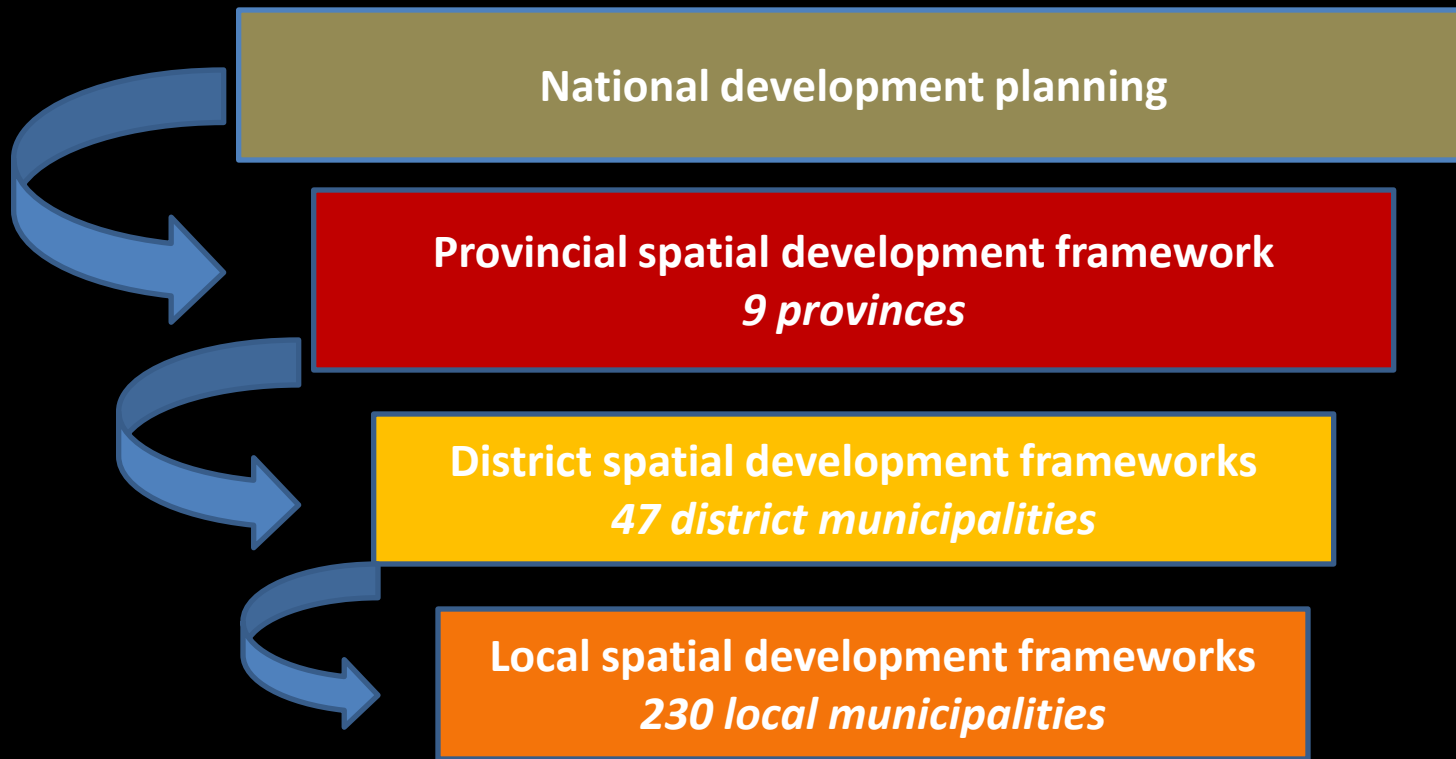 National development planning
Provincial spatial development framework
9 provinces
District spatial development frameworks
47 district municipalities
Local spatial development frameworks
230 local municipalities